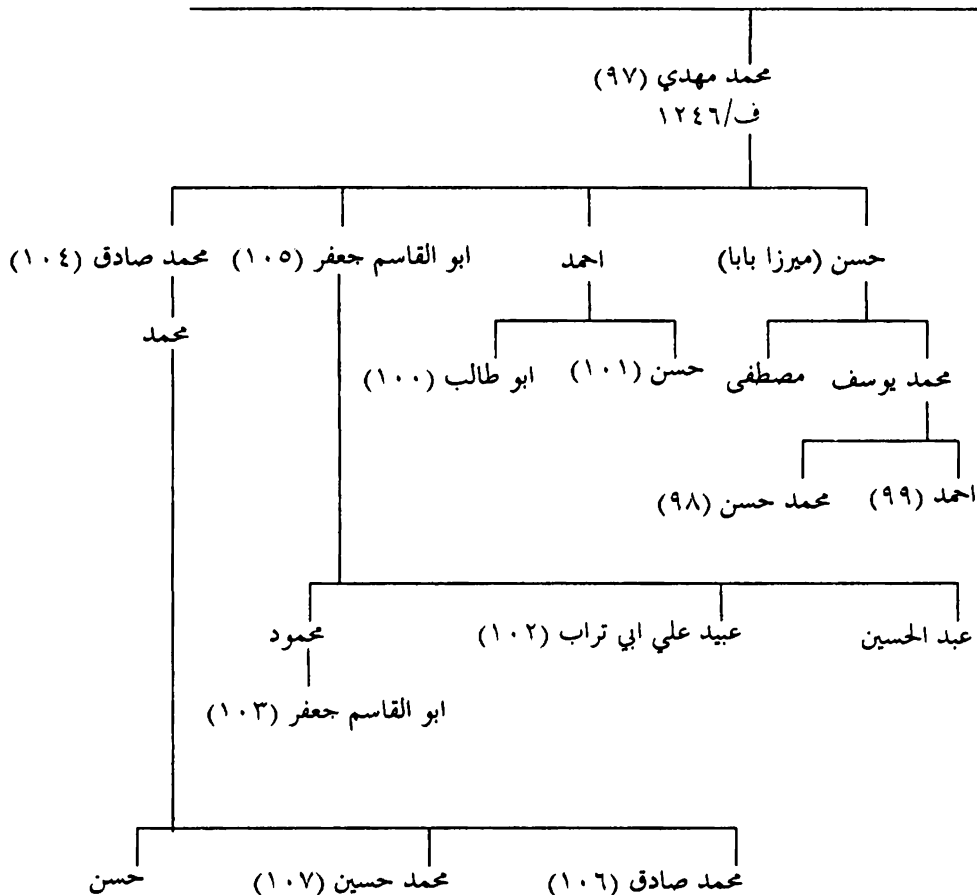 محمد مهدي (٩٧)
ف/١٢٤٦
حسن (ميرزا بابا) احمد ابو القاسم جعفر (١٠٥) محمد صادق (١٠٤)
محمد
محمد يوسف مصطفى حسن (١٠١) ابو طالب (١٠٠)
احمد (٩٩) محمد حسن (٩٨)
عبد الحسين عبيد علي ابي تراب (١٠٢) محمود
ابو القاسم جعفر (١٠٣)
محمد صادق (١٠٦) محمد حسين (١٠٧) حسن